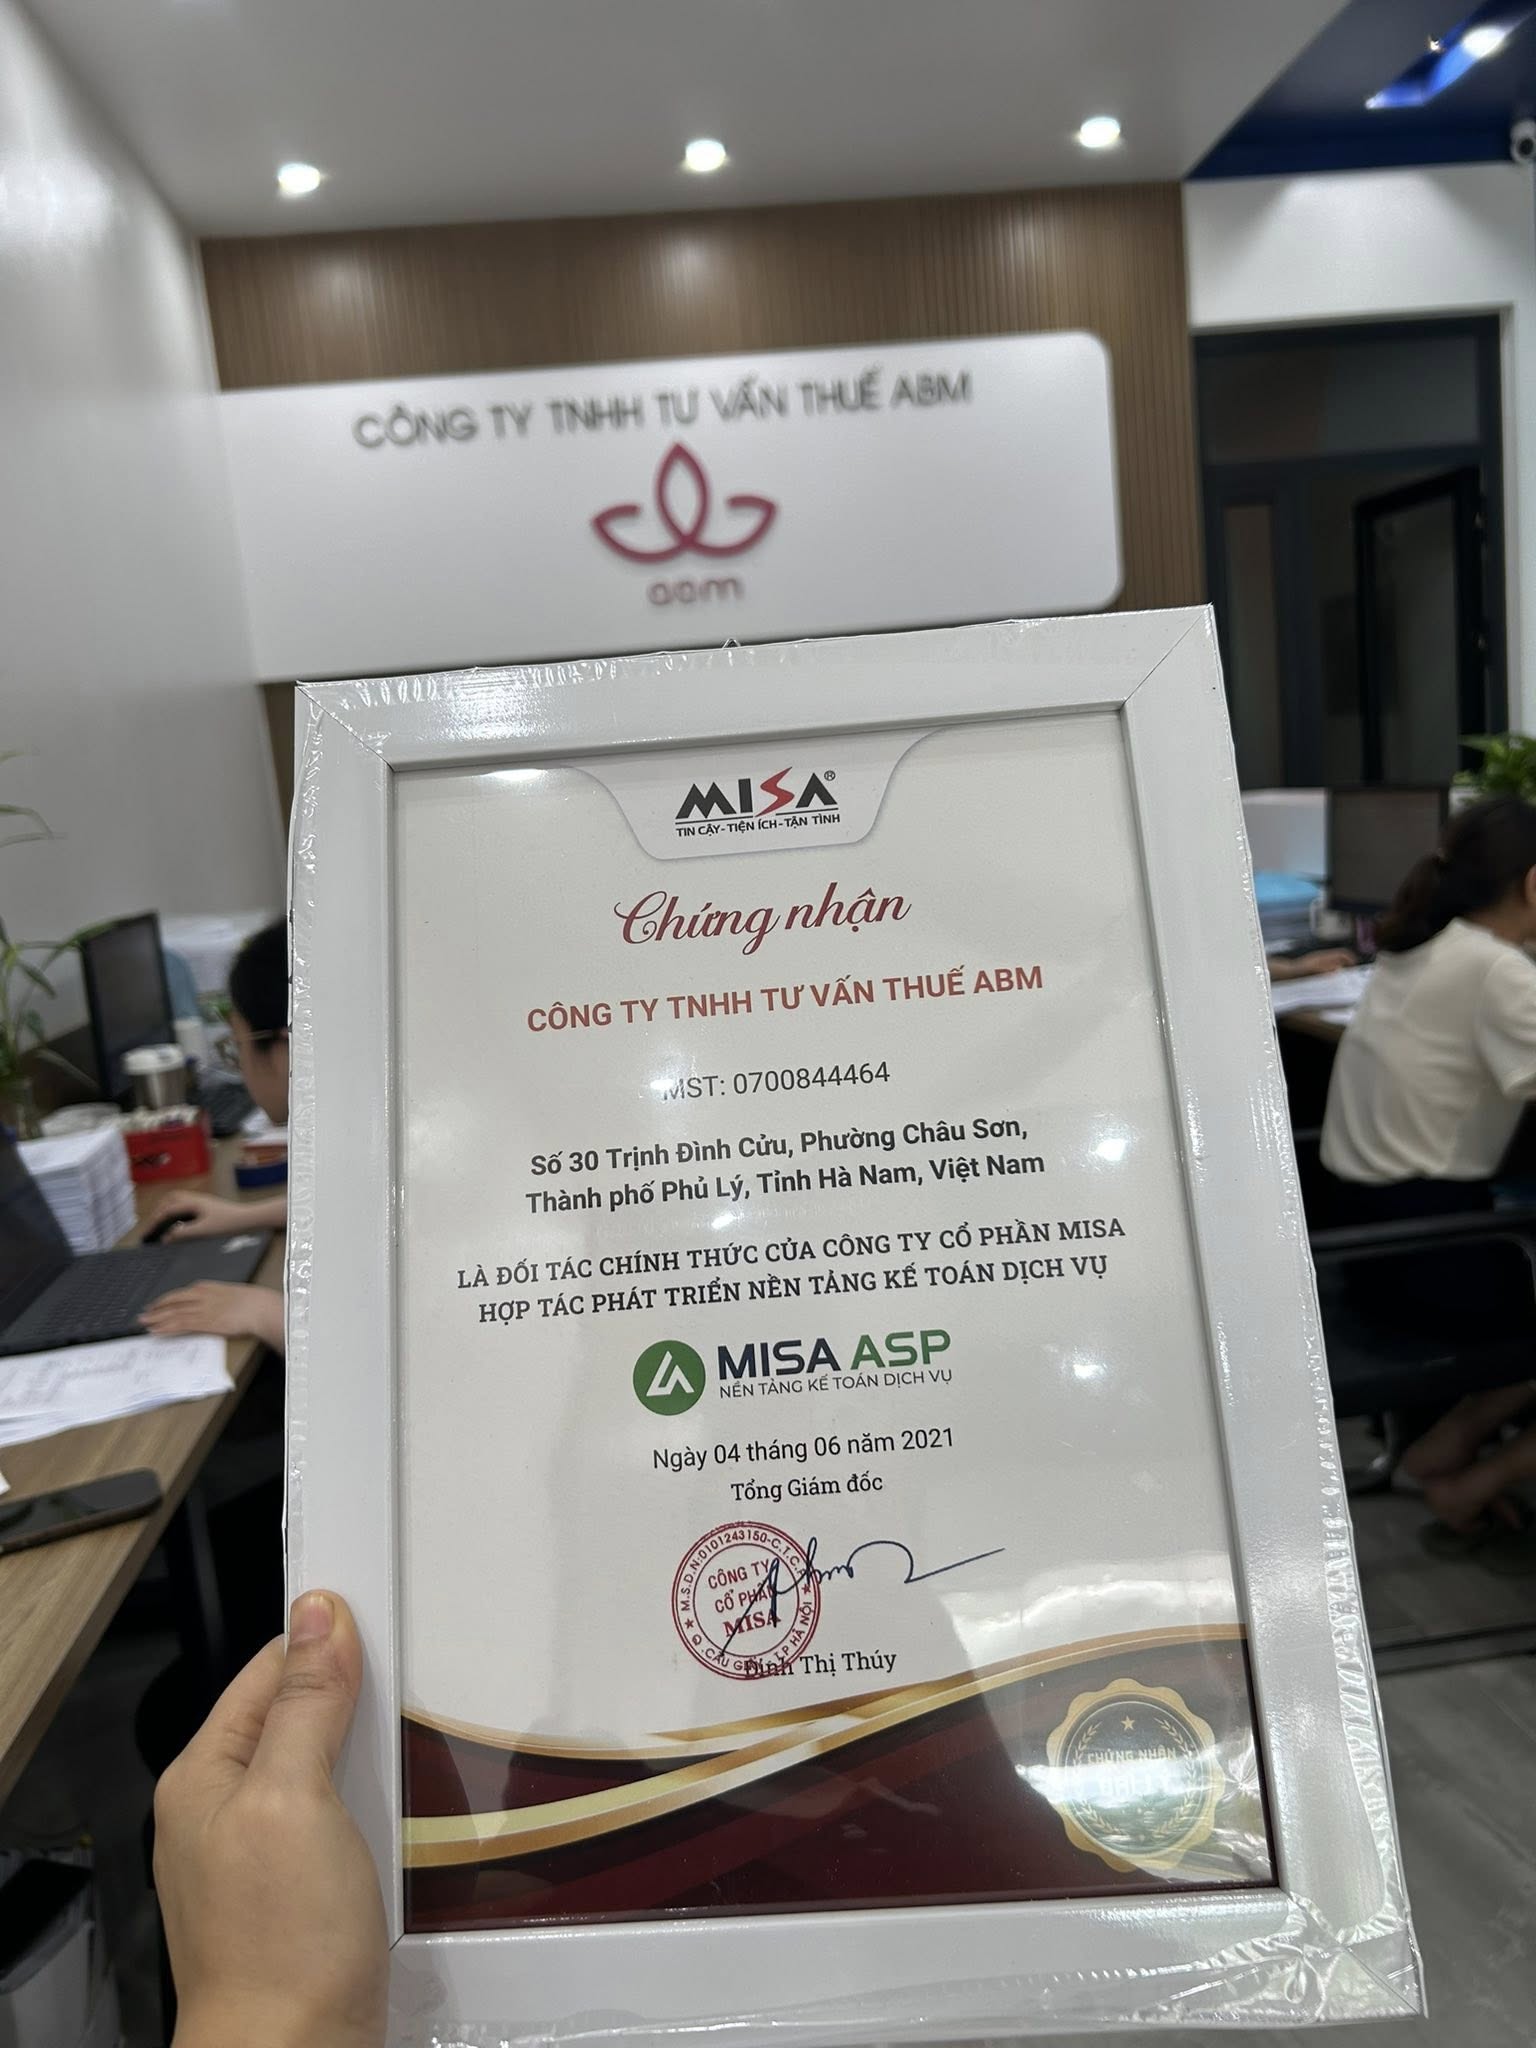 CÔNG TY TNHH TƯ VẤN THUẾ ABM
MISA®
TIN CẬY-TIỆN ÍCH-TẬN TÌNH
Chứng nhận
CÔNG TY TNHH TƯ VẤN THUẾ ABM
MST: 0700844464
Số 30 Trịnh Đình Cửu, Phường Châu Sơn,
Thành phố Phủ Lý, Tỉnh Hà Nam, Việt Nam
LÀ ĐỐI TÁC CHÍNH THỨC CỦA CÔNG TY CỔ PHẦN MISA
HỢP TÁC PHÁT TRIỂN NỀN TẢNG KẾ TOÁN DỊCH VỤ
MISA ASP
NỀN TẢNG KẾ TOÁN DỊCH VỤ
Ngày 04 tháng 06 năm 2021
Tổng Giám đốc
M.S.D.N:0101243150-C.T.C.
CÔNG TY
CỔ PHẦN
MISA
Q.CẦU GIẤY-T.P HÀ NỘI
Đinh Thị Thúy
CHỨNG NHẬN